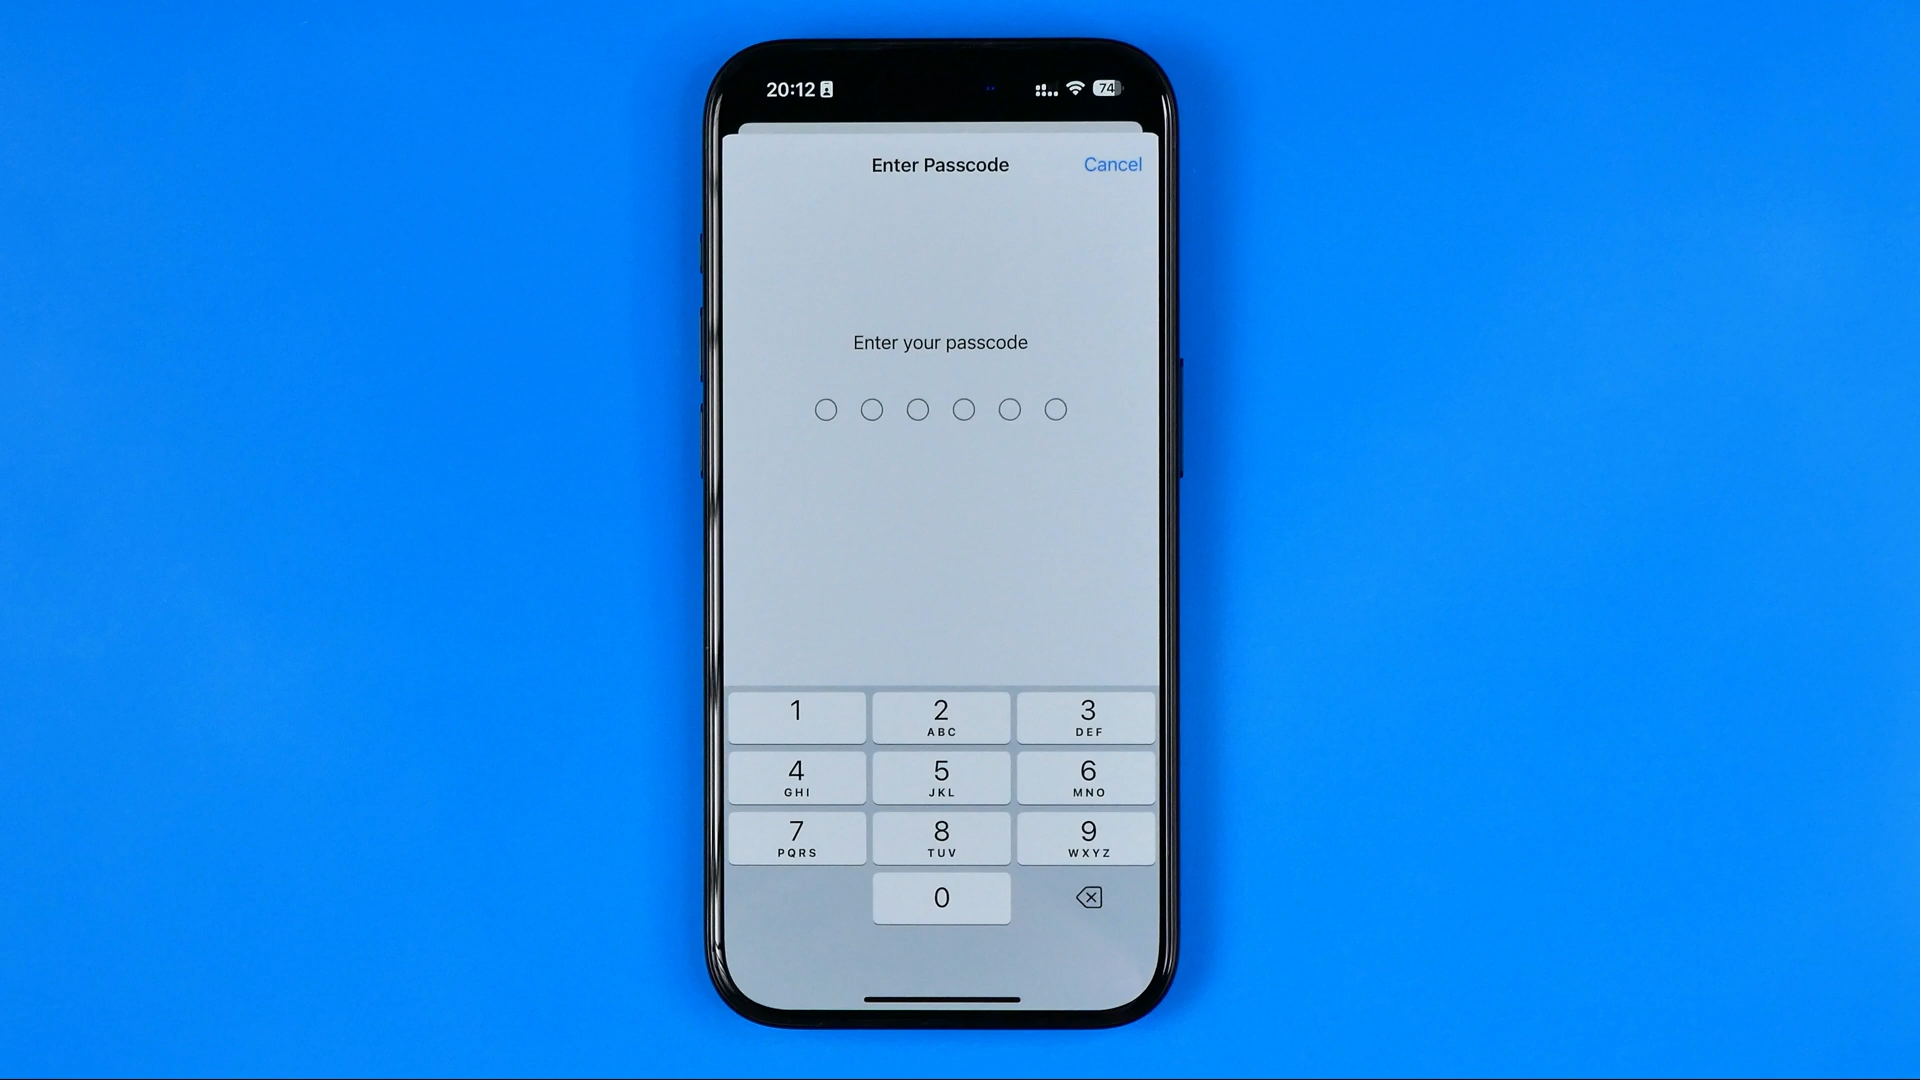 20:12 74
Enter Passcode Cancel
Enter your passcode
1 2 3
ABC DEF
4 5 6
GHI JKL MNO
7 8 9
PQRS TUV WXYZ
0